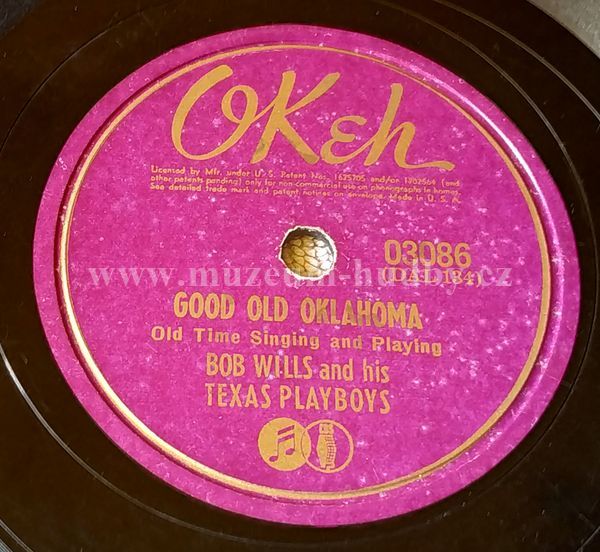 OKeh
Licensed by Mfr. under U. S. Patent Nos. 1625705 and/or 1702564 (and
other patents pending) only for non-commercial use on phonographs in homes.
See detailed trade mark and patent notices on envelope. Made in U. S. A.
03086
(DAL 184)
www.muzeum-hudby.cz
GOOD OLD OKLAHOMA
Old Time Singing and Playing
BOB WILLS and his
TEXAS PLAYBOYS